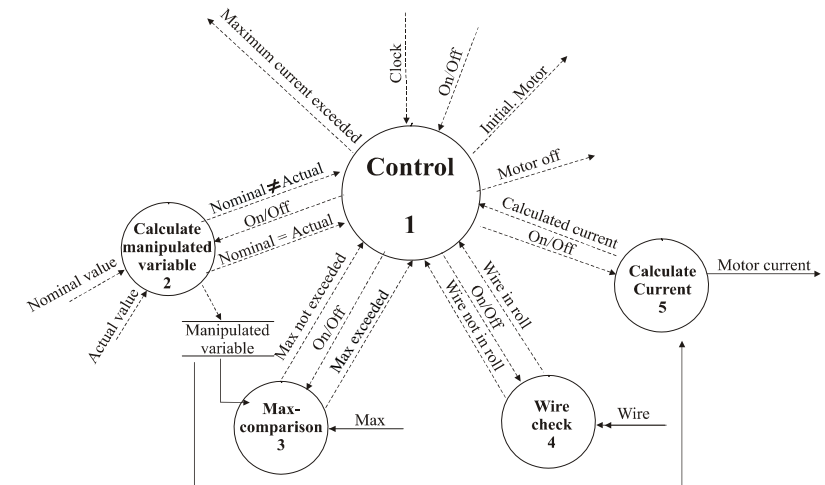 Maximum current exceeded
Clock
On/Off
Initial. Motor
Control
1
Motor off
Nominal ≠ Actual
On/Off
Nominal = Actual
Calculated current
On/Off
Calculate
manipulated
variable
2
Nominal value
Actual value
Calculate
Current
5
Motor current
Manipulated
variable
Max not exceeded
On/Off
Max exceeded
Wire in roll
On/Off
Wire not in roll
Max-
comparison
3
Max
Wire
check
4
Wire